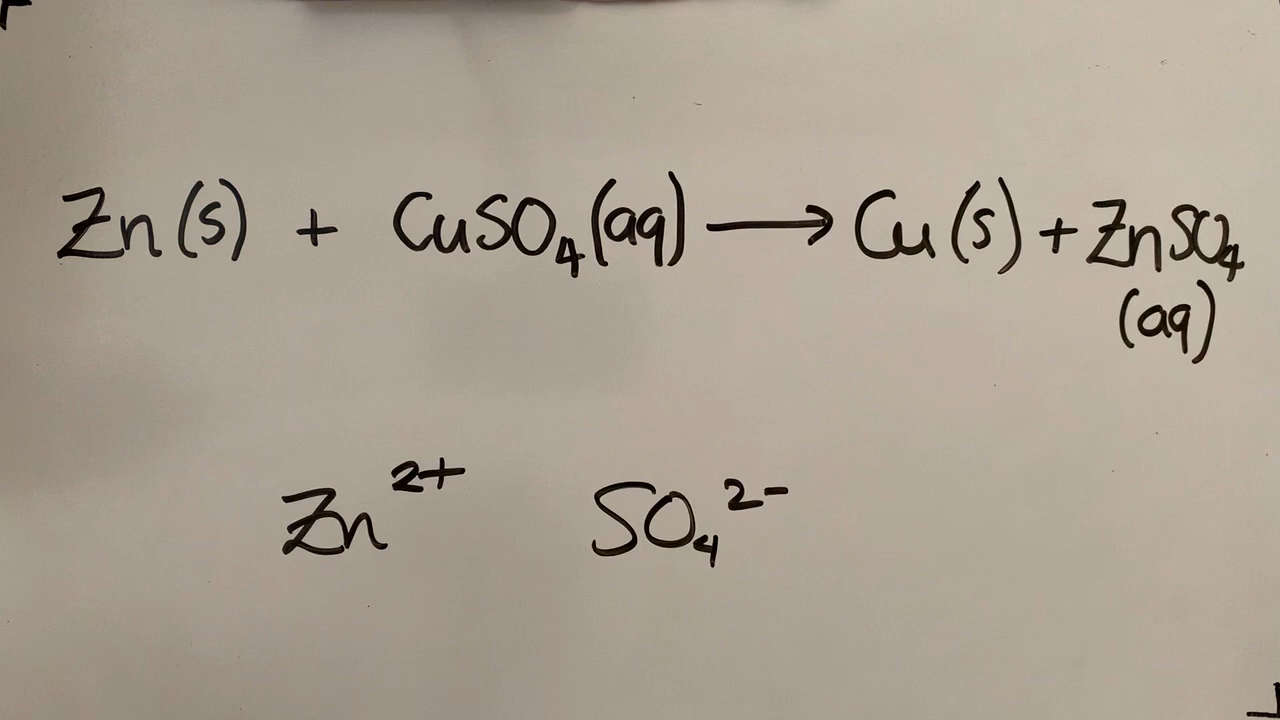 Zn(s) + CuSO₄(aq) ⟶ Cu(s) + ZnSO₄
(aq)
Zn²⁺ SO₄²⁻